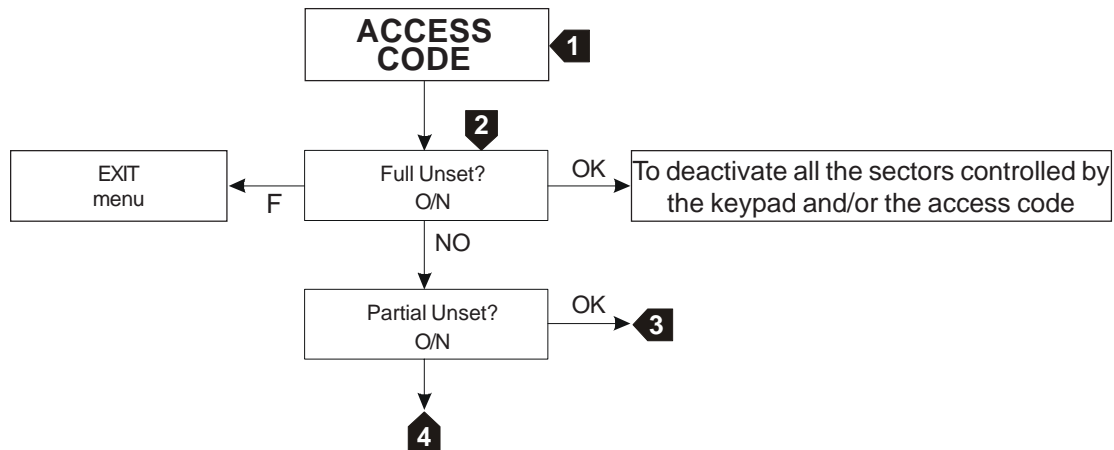 ACCESS
CODE
1
2
EXIT
menu
F
Full Unset?
O/N
OK
To deactivate all the sectors controlled by
the keypad and/or the access code
NO
Partial Unset?
O/N
OK
3
4